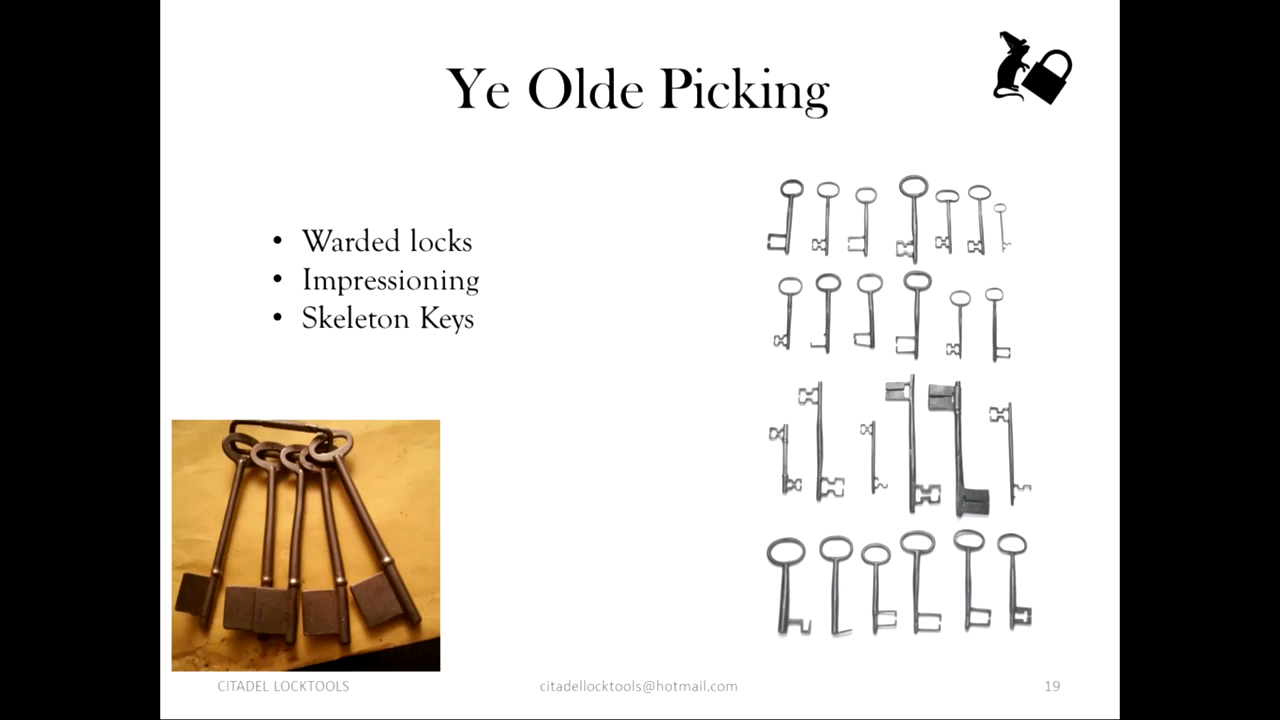 Ye Olde Picking
• Warded locks
• Impressioning
• Skeleton Keys
CITADEL LOCKTOOLS
citadellocktools@hotmail.com
19